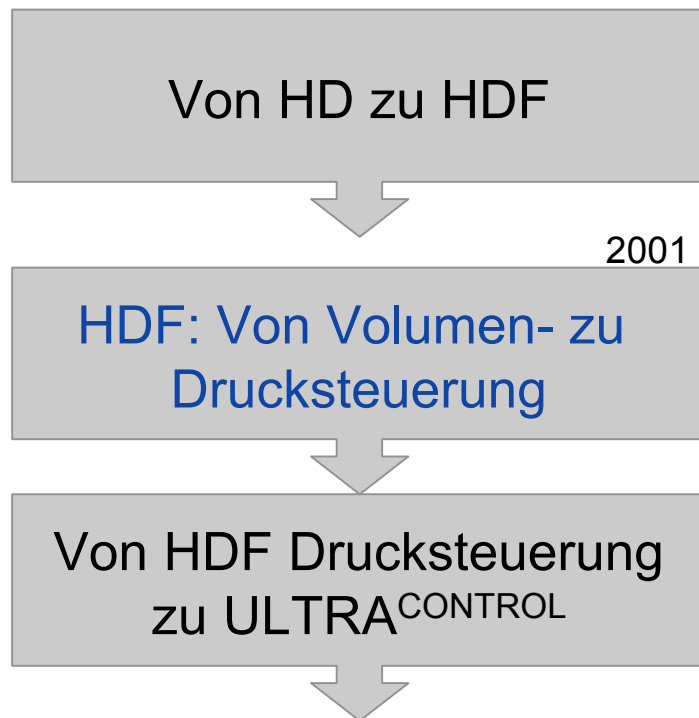 Von HD zu HDF
2001
HDF: Von Volumen- zu
Drucksteuerung
Von HDF Drucksteuerung
zu ULTRACONTROL